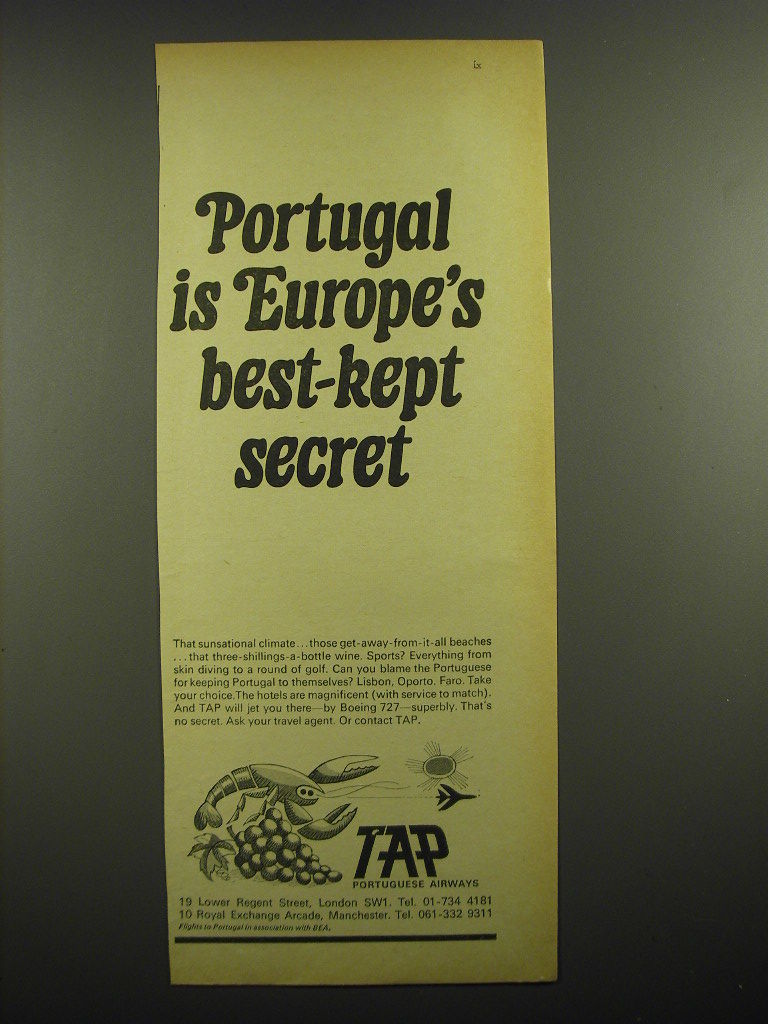 ix
Portugal
is Europe's
best-kept
secret
That sunsational climate...those get-away-from-it-all beaches
...that three-shillings-a-bottle wine. Sports? Everything from
skin diving to a round of golf. Can you blame the Portuguese
for keeping Portugal to themselves? Lisbon, Oporto. Faro. Take
your choice.The hotels are magnificent (with service to match).
And TAP will jet you there—by Boeing 727—superbly. That's
no secret. Ask your travel agent. Or contact TAP.
TAP
PORTUGUESE AIRWAYS
19 Lower Regent Street, London SW1. Tel. 01-734 4181
10 Royal Exchange Arcade, Manchester. Tel. 061-332 9311
Flights to Portugal in association with BEA.